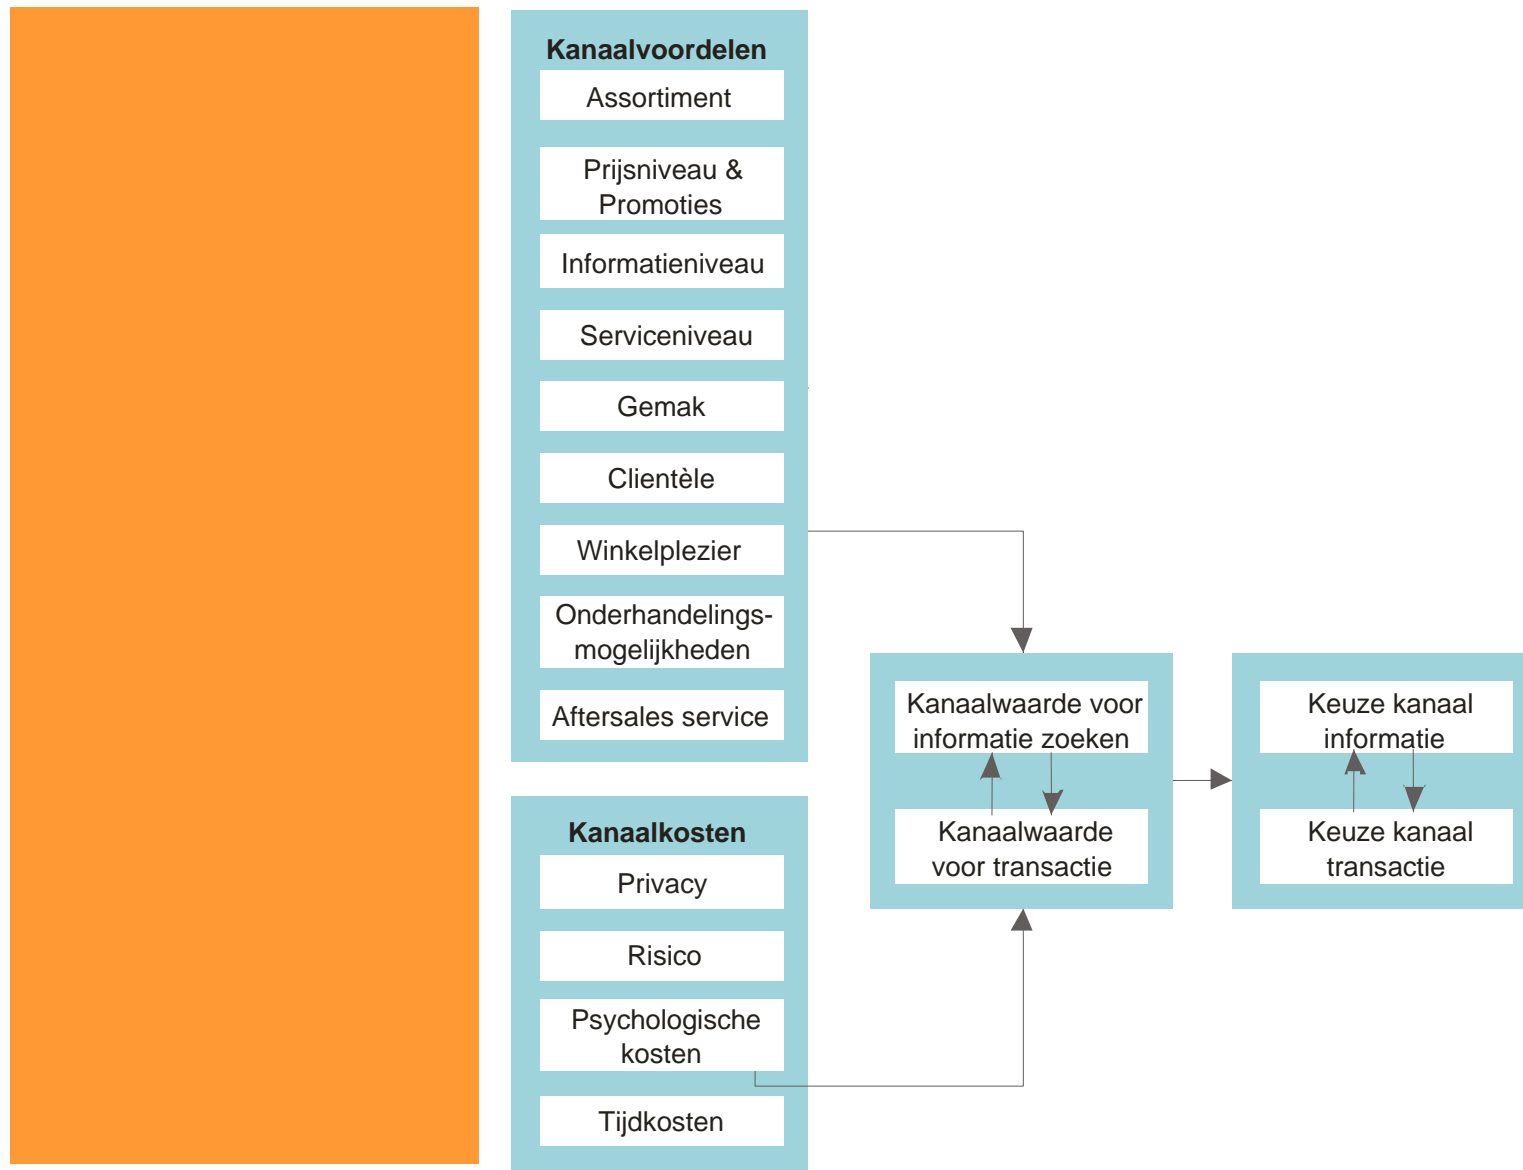 Kanaalvoordelen
Assortiment
Prijsniveau &
Promoties
Informatieniveau
Serviceniveau
Gemak
Clientèle
Winkelplezier
Onderhandelings-
mogelijkheden
Aftersales service
Kanaalkosten
Privacy
Risico
Psychologische
kosten
Tijdkosten
Kanaalwaarde voor
informatie zoeken
Kanaalwaarde
voor transactie
Keuze kanaal
informatie
Keuze kanaal
transactie